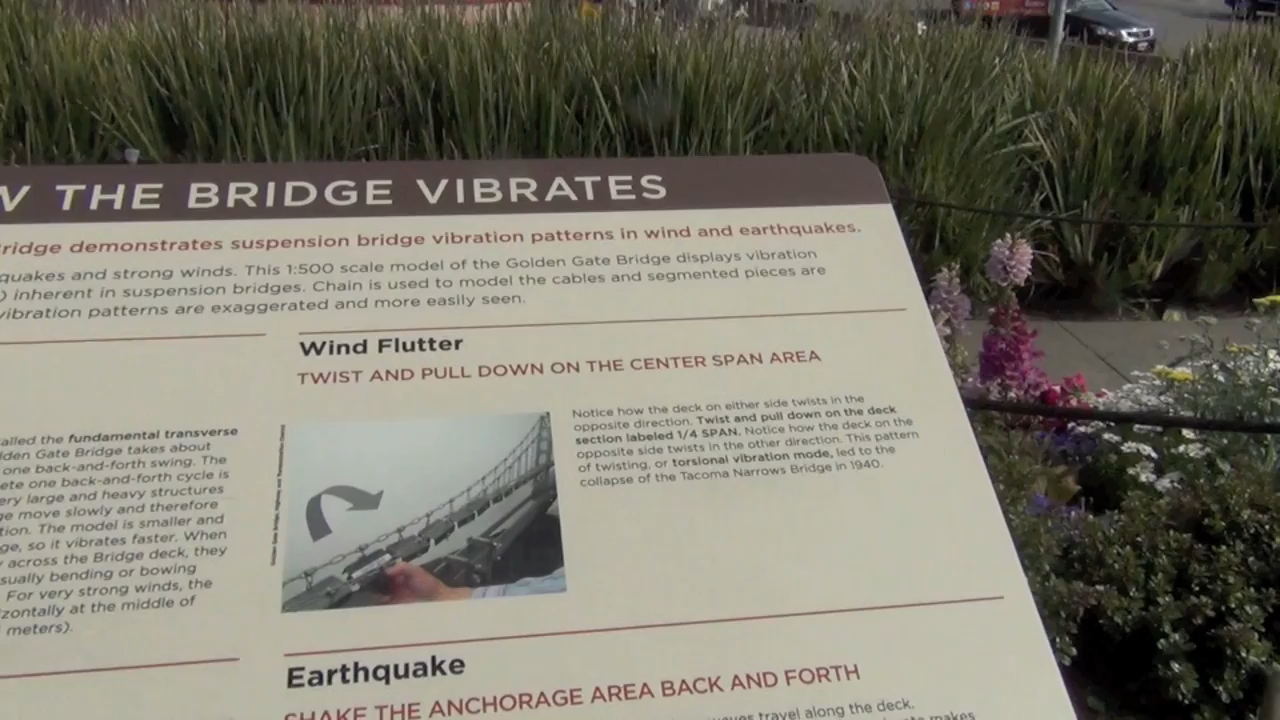 THE BRIDGE VIBRATES
Bridge demonstrates suspension bridge vibration patterns in wind and earthquakes.
quakes and strong winds. This 1:500 scale model of the Golden Gate Bridge displays vibration
) inherent in suspension bridges. Chain is used to model the cables and segmented pieces are
vibration patterns are exaggerated and more easily seen.
alled the fundamental transverse
lden Gate Bridge takes about
one back-and-forth swing. The
ete one back-and-forth cycle is
ery large and heavy structures
ge move slowly and therefore
tion. The model is smaller and
ge, so it vibrates faster. When
across the Bridge deck, they
sually bending or bowing
For very strong winds, the
zontally at the middle of
meters).
Wind Flutter
TWIST AND PULL DOWN ON THE CENTER SPAN AREA
Notice how the deck on either side twists in the
opposite direction. Twist and pull down on the deck
section labeled 1/4 SPAN. Notice how the deck on the
opposite side twists in the other direction. This pattern
of twisting, or torsional vibration mode, led to the
collapse of the Tacoma Narrows Bridge in 1940.
Earthquake
SHAKE THE ANCHORAGE AREA BACK AND FORTH
waves travel along the deck.
makes